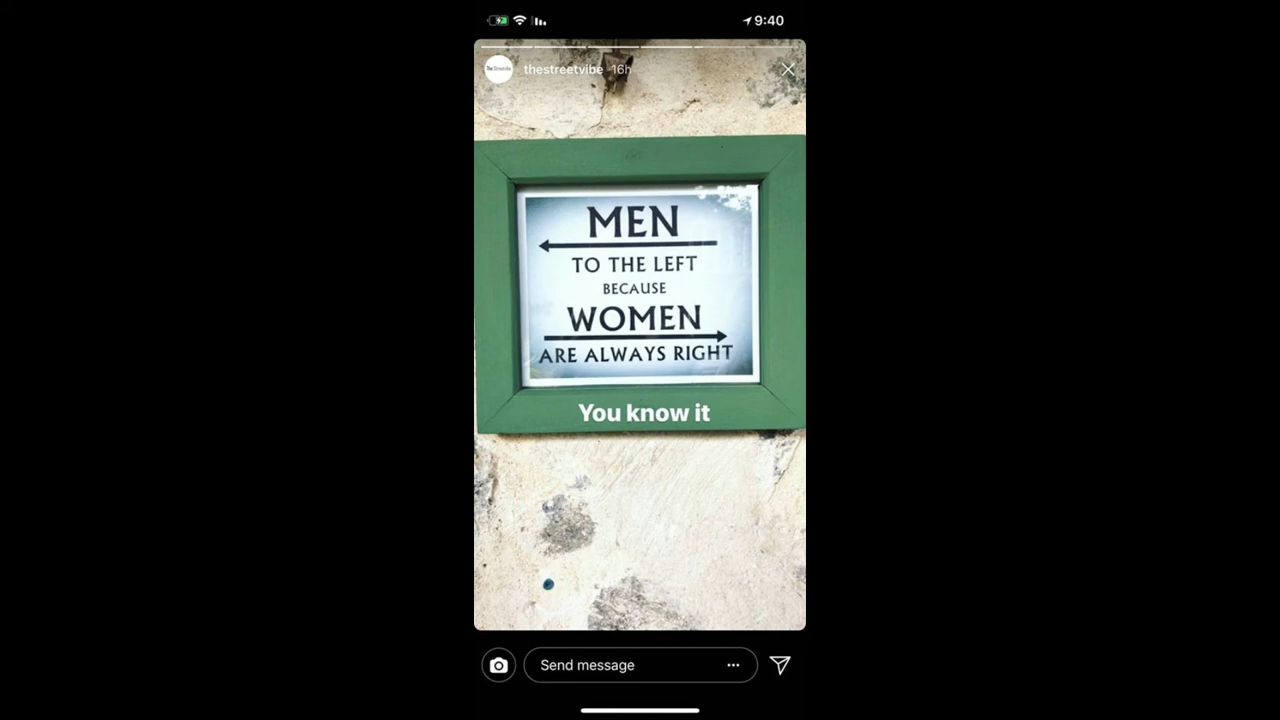 9:40
thestreetvibe 16h
MEN
TO THE LEFT
BECAUSE
WOMEN
ARE ALWAYS RIGHT
You know it
Send message